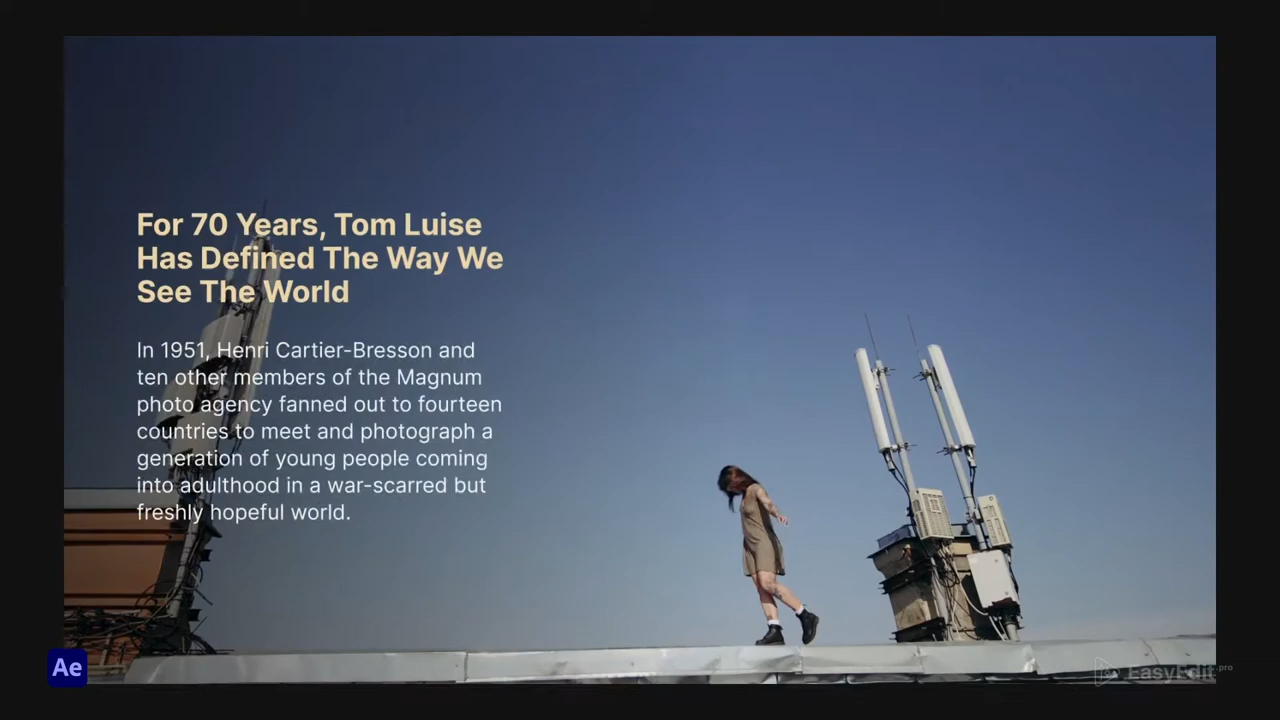 For 70 Years, Tom Luise
Has Defined The Way We
See The World
In 1951, Henri Cartier-Bresson and
ten other members of the Magnum
photo agency fanned out to fourteen
countries to meet and photograph a
generation of young people coming
into adulthood in a war-scarred but
freshly hopeful world.
Ae
EasyEdit.pro